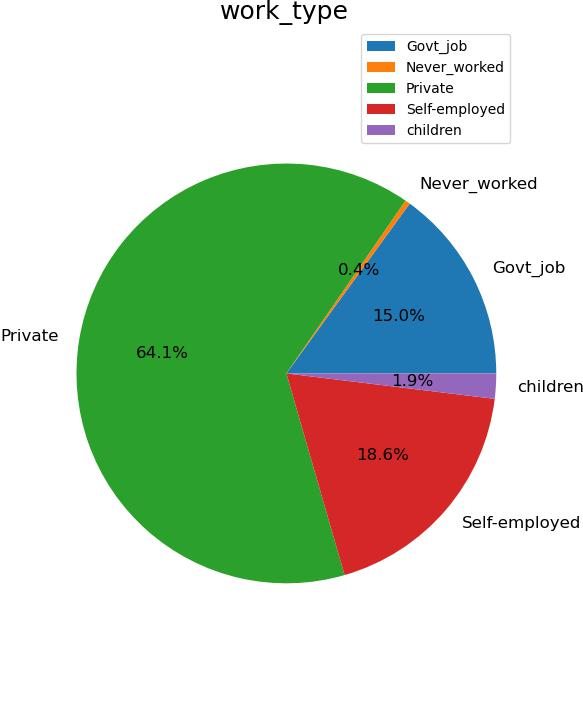 work_type
Govt_job
Never_worked
Private
Self-employed
children
Never_worked
Govt_job
0.4%
15.0%
Private
64.1%
1.9%
children
18.6%
Self-employed